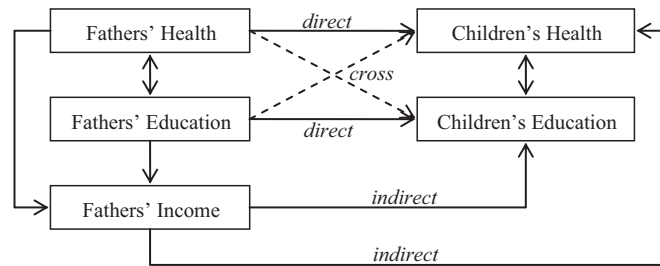 Fathers’ Health
direct
Children’s Health
cross
Fathers’ Education
direct
Children’s Education
Fathers’ Income
indirect
indirect